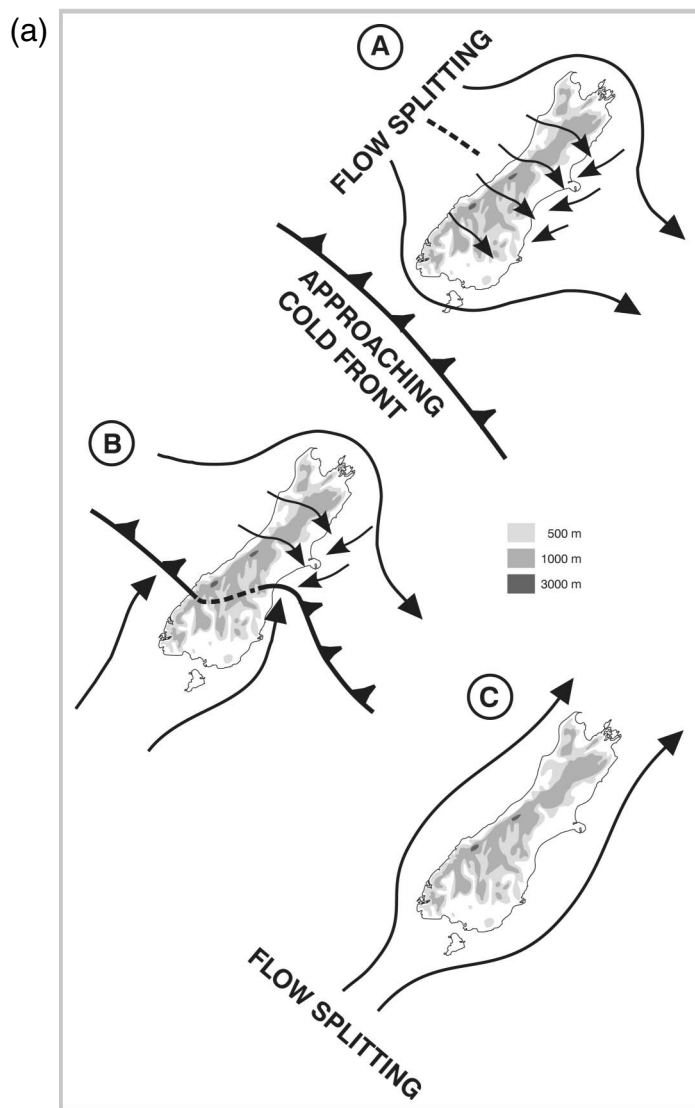 (a)
A
FLOW SPLITTING
APPROACHING
COLD FRONT
B
500 m
1000 m
3000 m
C
FLOW SPLITTING